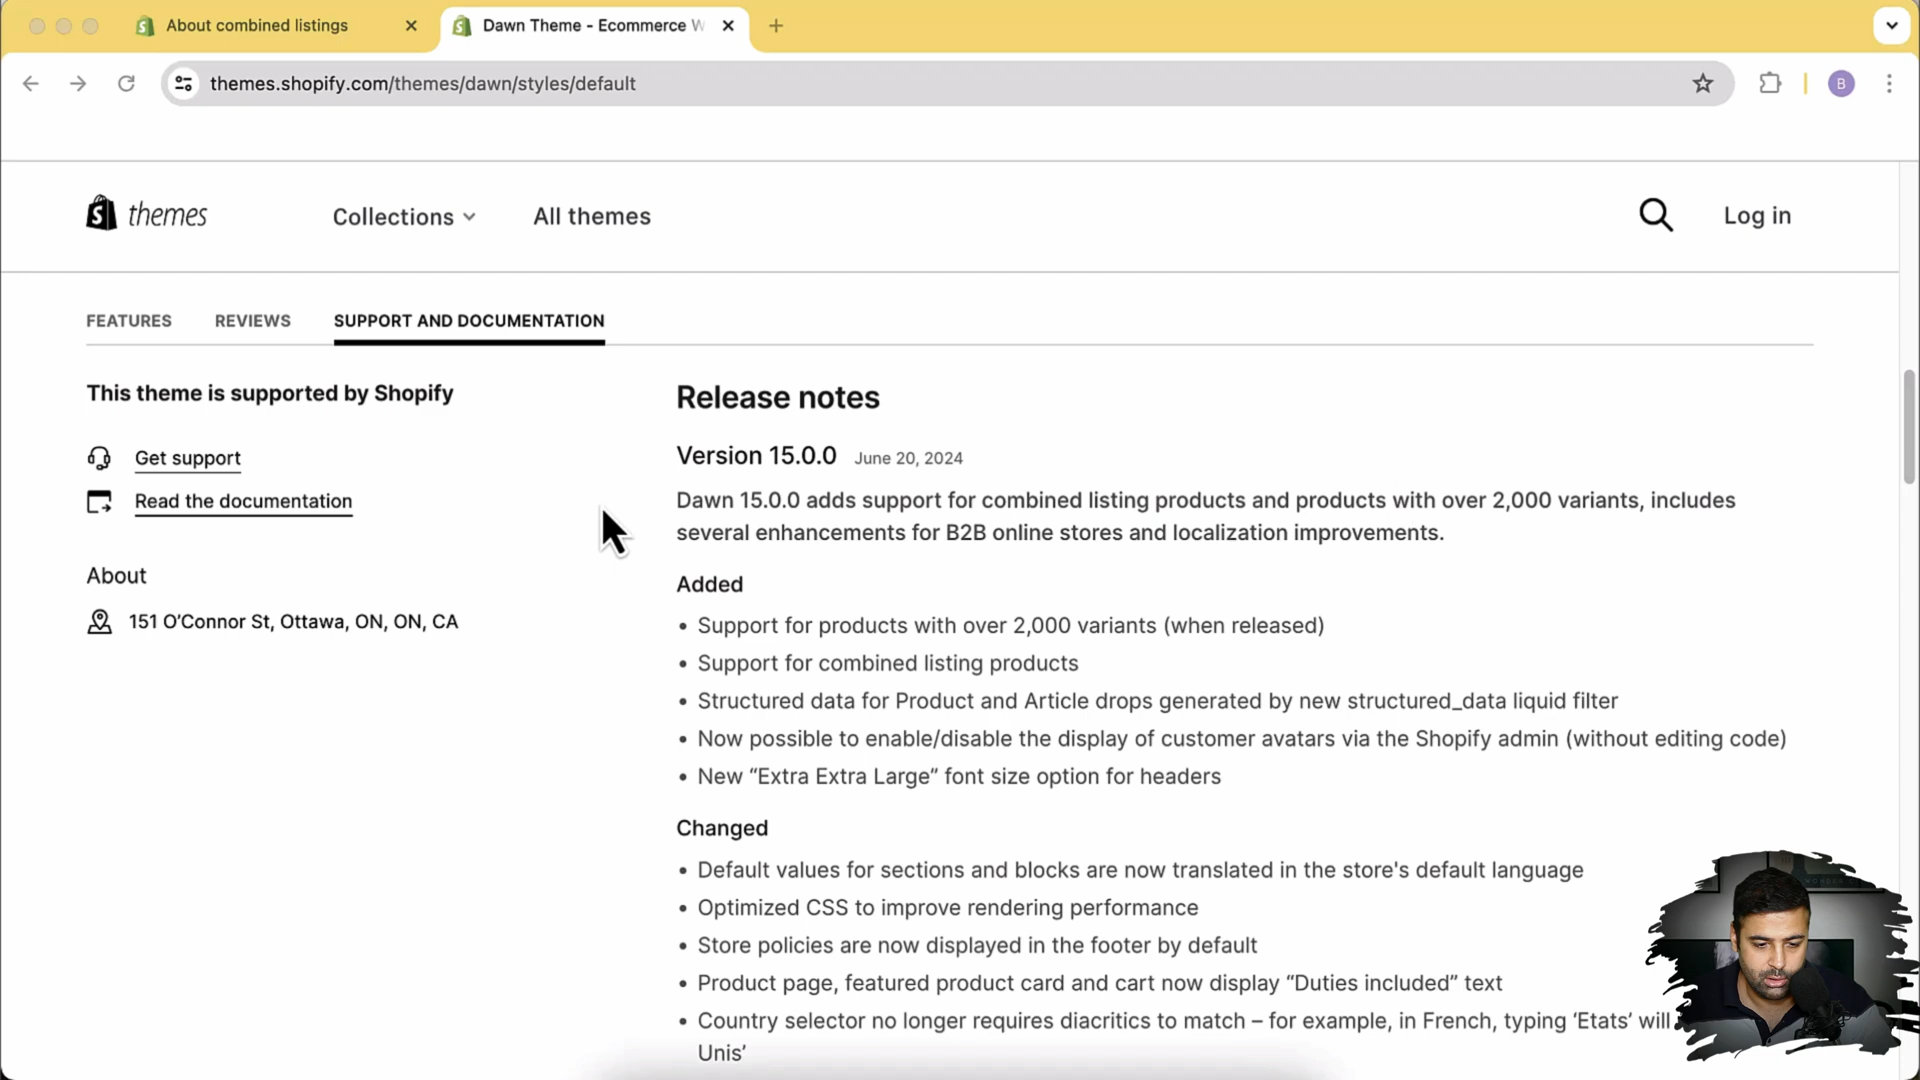 About combined listings
Dawn Theme - Ecommerce W
themes.shopify.com/themes/dawn/styles/default
B
themes
Collections
All themes
Log in
FEATURES
REVIEWS
SUPPORT AND DOCUMENTATION
This theme is supported by Shopify
Get support
Read the documentation
About
151 O'Connor St, Ottawa, ON, ON, CA
Release notes
Version 15.0.0 June 20, 2024
Dawn 15.0.0 adds support for combined listing products and products with over 2,000 variants, includes
several enhancements for B2B online stores and localization improvements.
Added
• Support for products with over 2,000 variants (when released)
• Support for combined listing products
• Structured data for Product and Article drops generated by new structured_data liquid filter
• Now possible to enable/disable the display of customer avatars via the Shopify admin (without editing code)
• New “Extra Extra Large” font size option for headers
Changed
• Default values for sections and blocks are now translated in the store's default language
• Optimized CSS to improve rendering performance
• Store policies are now displayed in the footer by default
• Product page, featured product card and cart now display “Duties included” text
• Country selector no longer requires diacritics to match – for example, in French, typing ‘Etats’ will
Unis’